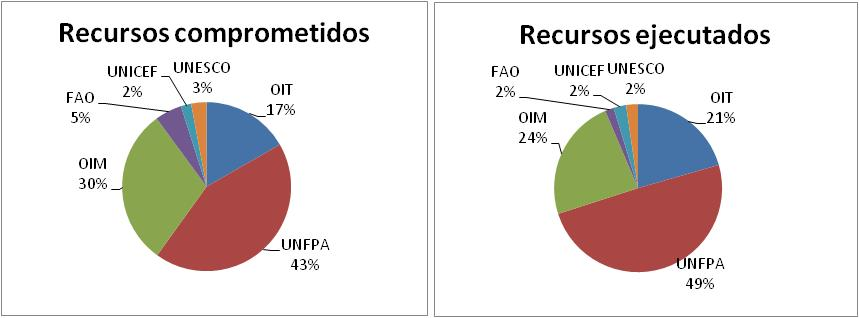 Recursos comprometidos
UNICEF
2%
UNESCO
3%
OIT
17%
FAO
5%
OIM
30%
UNFPA
43%
Recursos ejecutados
FAO
2%
UNICEF
2%
UNESCO
2%
OIT
21%
OIM
24%
UNFPA
49%